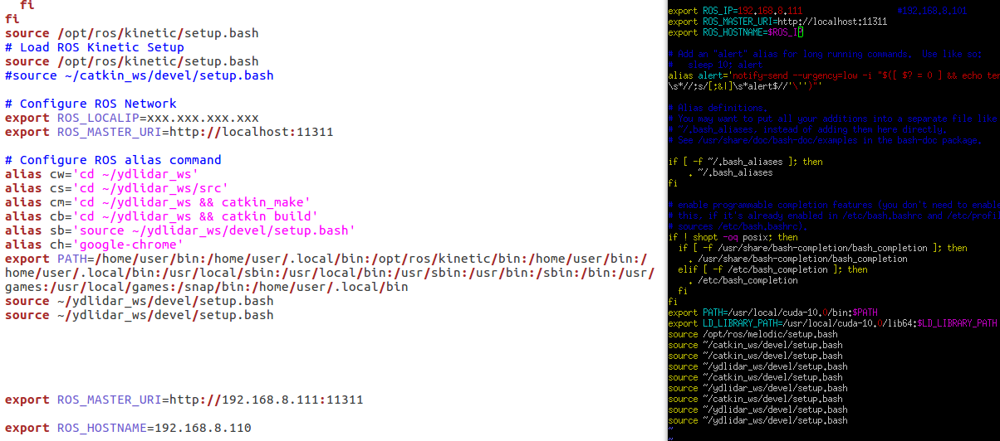 fi
fi
source /opt/ros/kinetic/setup.bash
# Load ROS Kinetic Setup
source /opt/ros/kinetic/setup.bash
#source ~/catkin_ws/devel/setup.bash
# Configure ROS Network
export ROS_LOCALIP=xxx.xxx.xxx.xxx
export ROS_MASTER_URI=http://localhost:11311
# Configure ROS alias command
alias cw='cd ~/ydlidar_ws'
alias cs='cd ~/ydlidar_ws/src'
alias cm='cd ~/ydlidar_ws && catkin_make'
alias cb='cd ~/ydlidar_ws && catkin build'
alias sb='source ~/ydlidar_ws/devel/setup.bash'
alias ch='google-chrome'
export PATH=/home/user/bin:/home/user/.local/bin:/opt/ros/kinetic/bin:/home/user/bin:/
home/user/.local/bin:/usr/local/sbin:/usr/local/bin:/usr/sbin:/usr/bin:/sbin:/bin:/usr/
games:/usr/local/games:/snap/bin:/home/user/.local/bin
source ~/ydlidar_ws/devel/setup.bash
source ~/ydlidar_ws/devel/setup.bash
export ROS_MASTER_URI=http://192.168.8.111:11311
export ROS_HOSTNAME=192.168.8.110
export ROS_IP=192.168.8.111 #192.168.8.101
export ROS_MASTER_URI=http://localhost:11311
export ROS_HOSTNAME=$ROS_IP
# Add an "alert" alias for long running commands. Use like so:
# sleep 10; alert
alias alert='notify-send --urgency=low -i "$([ $? = 0 ] && echo ter
\s*//;s/[;&|]\s*alert$//'\'')"'
# Alias definitions.
# You may want to put all your additions into a separate file like
# ~/.bash_aliases, instead of adding them here directly.
# See /usr/share/doc/bash-doc/examples in the bash-doc package.
if [ -f ~/.bash_aliases ]; then
. ~/.bash_aliases
fi
# enable programmable completion features (you don't need to enabl
# this, if it's already enabled in /etc/bash.bashrc and /etc/profi
# sources /etc/bash.bashrc).
if ! shopt -oq posix; then
if [ -f /usr/share/bash-completion/bash_completion ]; then
. /usr/share/bash-completion/bash_completion
elif [ -f /etc/bash_completion ]; then
. /etc/bash_completion
fi
fi
export PATH=/usr/local/cuda-10.0/bin:$PATH
export LD_LIBRARY_PATH=/usr/local/cuda-10.0/lib64:$LD_LIBRARY_PATH
source /opt/ros/melodic/setup.bash
source ~/catkin_ws/devel/setup.bash
source ~/catkin_ws/devel/setup.bash
source ~/ydlidar_ws/devel/setup.bash
source ~/catkin_ws/devel/setup.bash
source ~/ydlidar_ws/devel/setup.bash
source ~/catkin_ws/devel/setup.bash
source ~/ydlidar_ws/devel/setup.bash
source ~/ydlidar_ws/devel/setup.bash
~
~